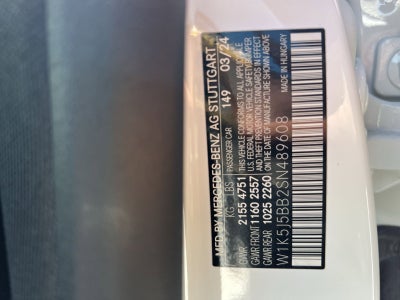 MFD BY MERCEDES-BENZ AG STUTTGART
PASSENGER CAR 149 03/24
KG LBS THIS VEHICLE CONFORMS TO ALL APPLICABLE
2155 4751 U.S. FEDERAL MOTOR VEHICLE SAFETY, BUMPER
GAWR FRONT 1160 2557 AND THEFT PREVENTION STANDARDS IN EFFECT
GAWR REAR 1025 2260 ON THE DATE OF MANUFACTURE SHOWN ABOVE
MADE IN HUNGARY
W1K5J5BB2SN489608